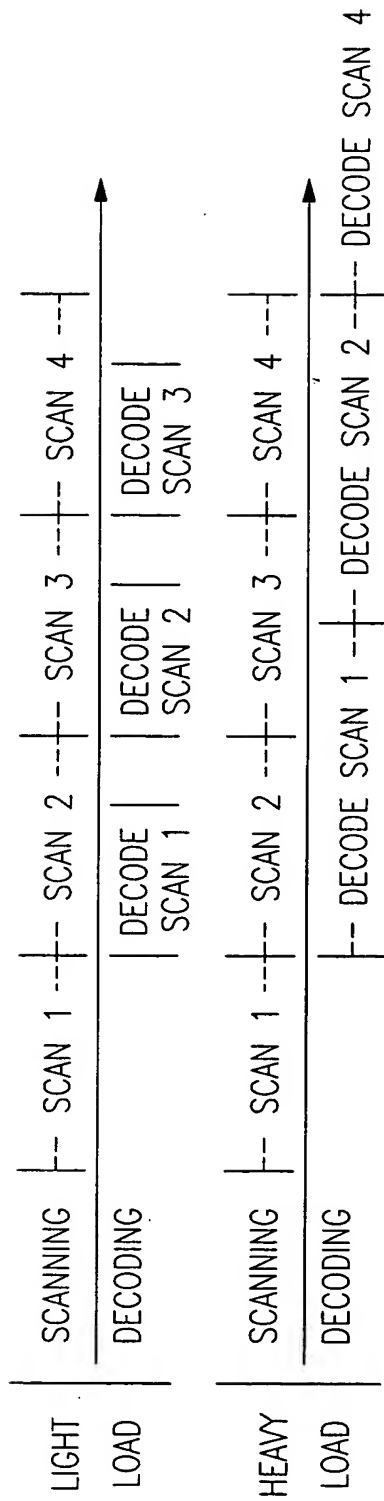 LIGHT
LOAD
SCANNING
SCAN 1
SCAN 2
SCAN 3
SCAN 4
DECODING
DECODE
SCAN 1
DECODE
SCAN 2
DECODE
SCAN 3
HEAVY
LOAD
SCANNING
SCAN 1
SCAN 2
SCAN 3
SCAN 4
DECODING
DECODE SCAN 1
DECODE SCAN 2
DECODE SCAN 4